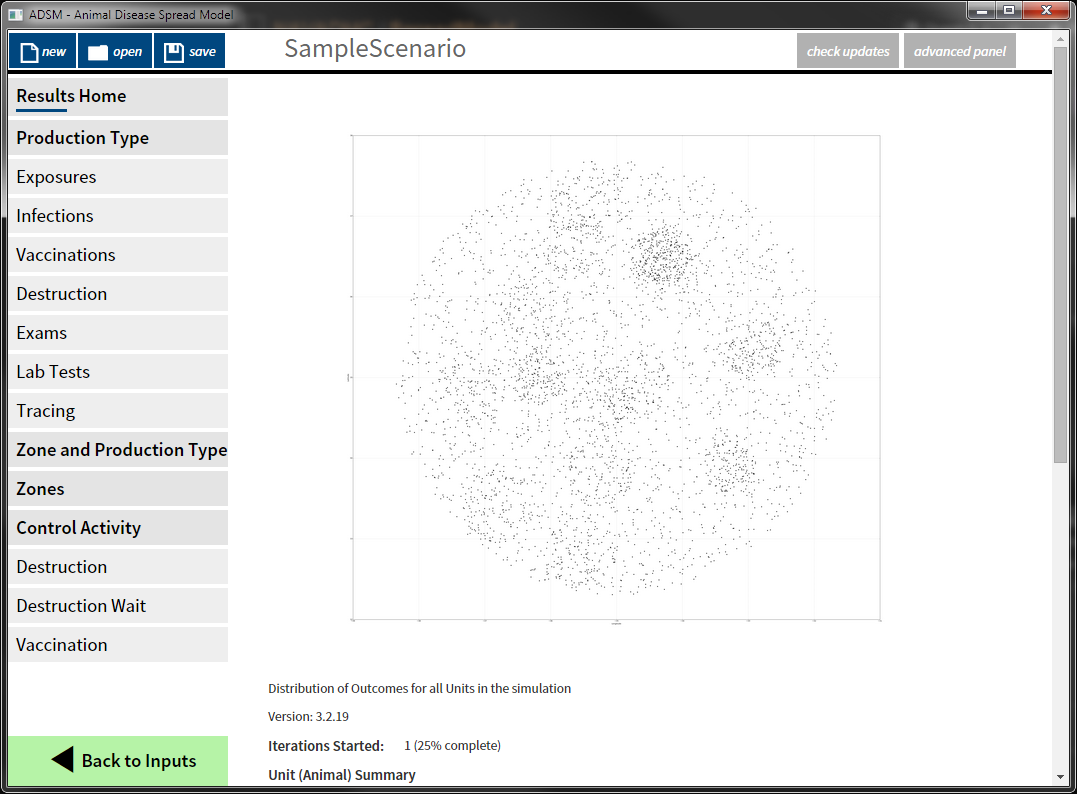 ADSM - Animal Disease Spread Model
new open save SampleScenario check updates advanced panel
Results Home
Production Type
Exposures
Infections
Vaccinations
Destruction
Exams
Lab Tests
Tracing
Zone and Production Type
Zones
Control Activity
Destruction
Destruction Wait
Vaccination
Back to Inputs
Distribution of Outcomes for all Units in the simulation
Version: 3.2.19
Iterations Started: 1 (25% complete)
Unit (Animal) Summary